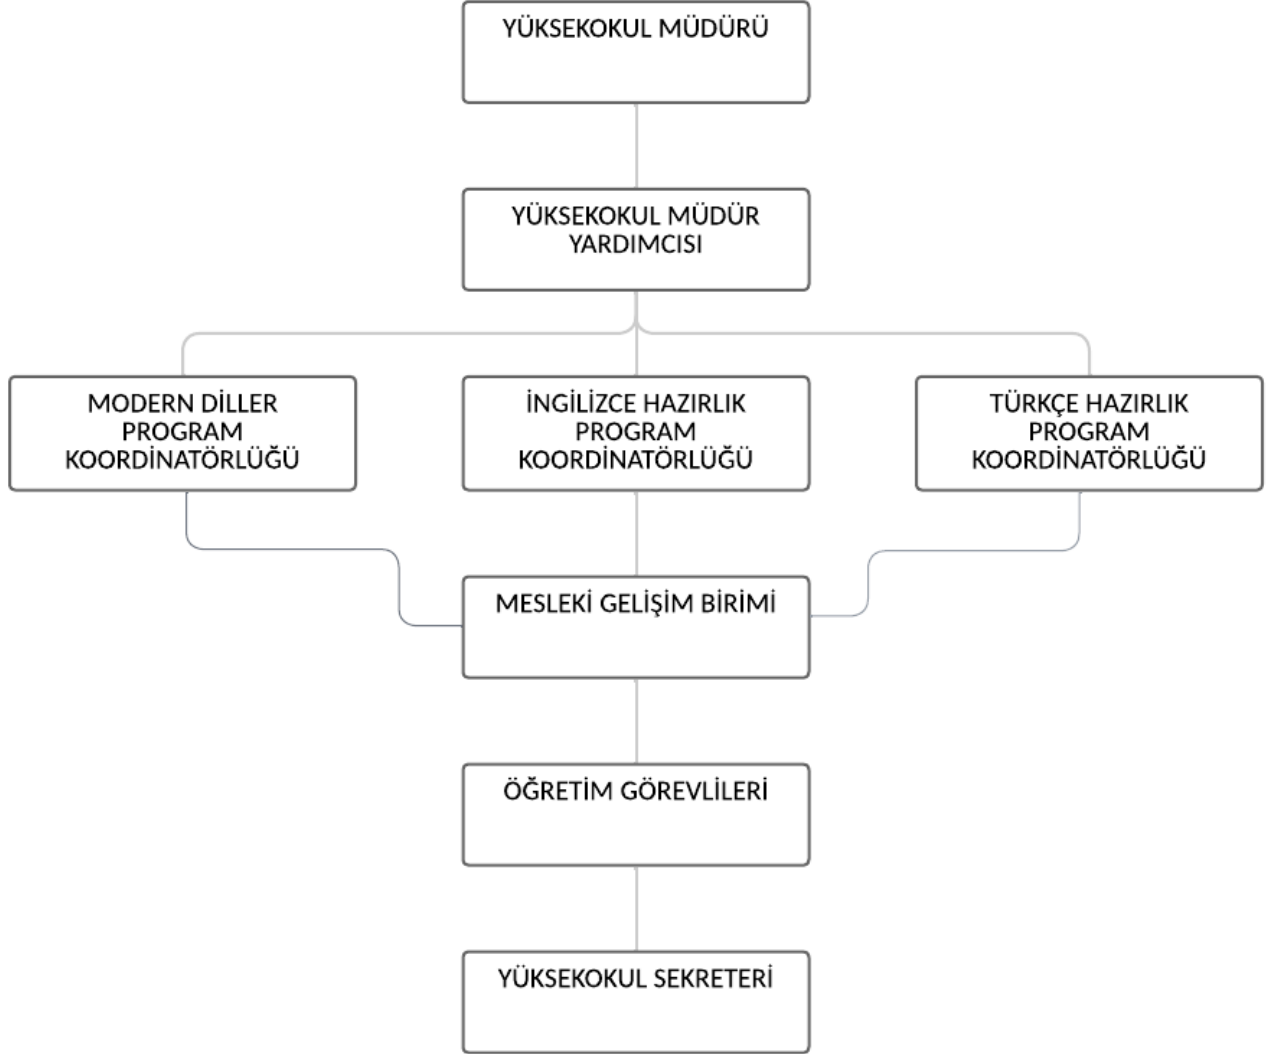 YÜKSEKOKUL MÜDÜRÜ
YÜKSEKOKUL MÜDÜR
YARDIMCISI
MODERN DİLLER
PROGRAM
KOORDİNATÖRLÜĞÜ
İNGİLİZCE HAZIRLIK
PROGRAM
KOORDİNATÖRLÜĞÜ
TÜRKÇE HAZIRLIK
PROGRAM
KOORDİNATÖRLÜĞÜ
MESLEKİ GELİŞİM BİRİMİ
ÖĞRETİM GÖREVLİLERİ
YÜKSEKOKUL SEKRETERİ